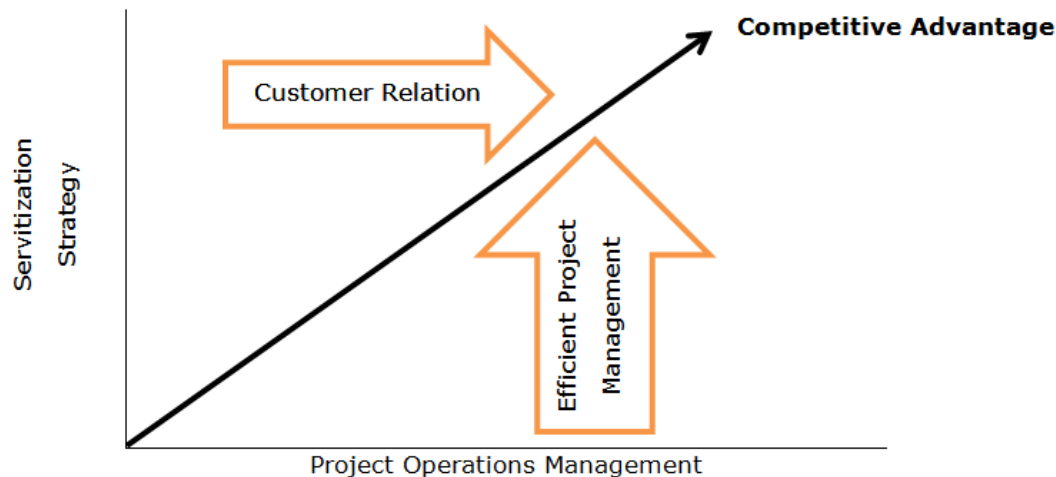 Competitive Advantage
Customer Relation
Servitization
Strategy
Efficient Project
Management
Project Operations Management